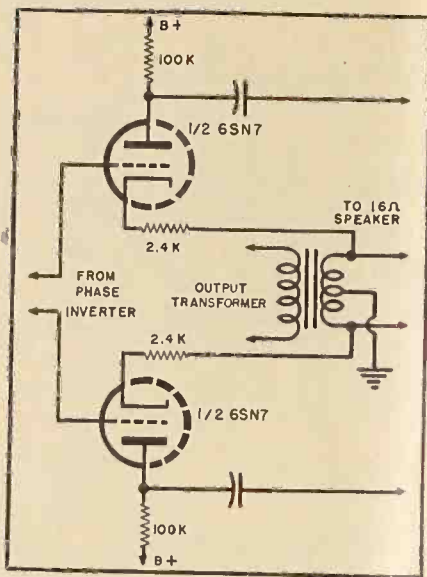 B+
100K
1/2 6SN7
2.4K
TO 16Ω
SPEAKER
FROM
PHASE
INVERTER
OUTPUT
TRANSFORMER
2.4K
1/2 6SN7
100K
B+